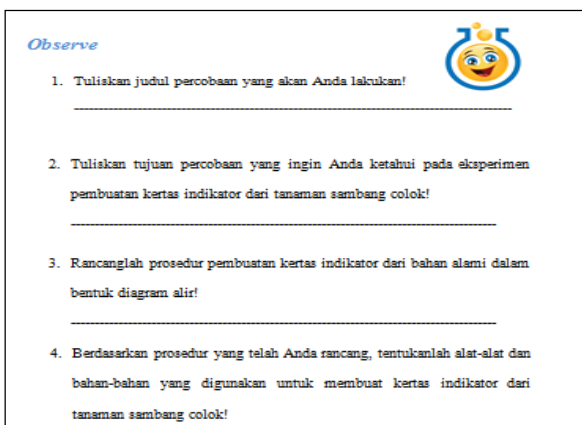 Observe
1. Tuliskan judul percobaan yang akan Anda lakukan!
2. Tuliskan tujuan percobaan yang ingin Anda ketahui pada eksperimen
pembuatan kertas indikator dari tanaman sambang colok!
3. Rancanglah prosedur pembuatan kertas indikator dari bahan alami dalam
bentuk diagram alir!
4. Berdasarkan prosedur yang telah Anda rancang, tentukanlah alat-alat dan
bahan-bahan yang digunakan untuk membuat kertas indikator dari
tanaman sambang colok!